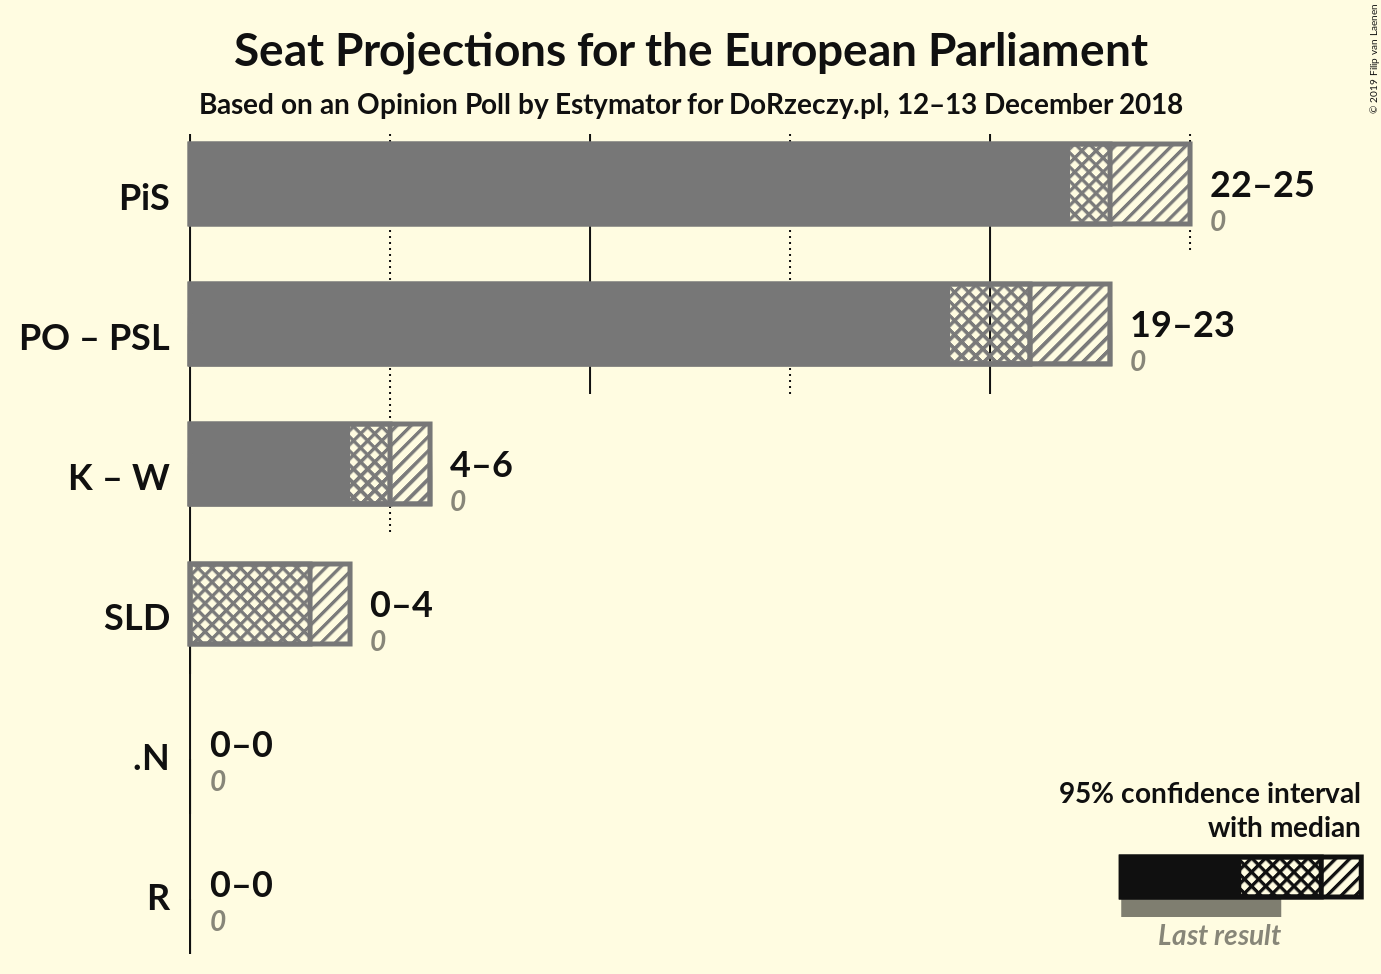 Seat Projections for the European Parliament
Based on an Opinion Poll by Estymator for DoRzeczy.pl, 12–13 December 2018
© 2019 Filip van Laenen
PiS
22–25
0
PO – PSL
19–23
0
K – W
4–6
0
SLD
0–4
0
.N
0–0
0
R
0–0
0
95% confidence interval
with median
Last result